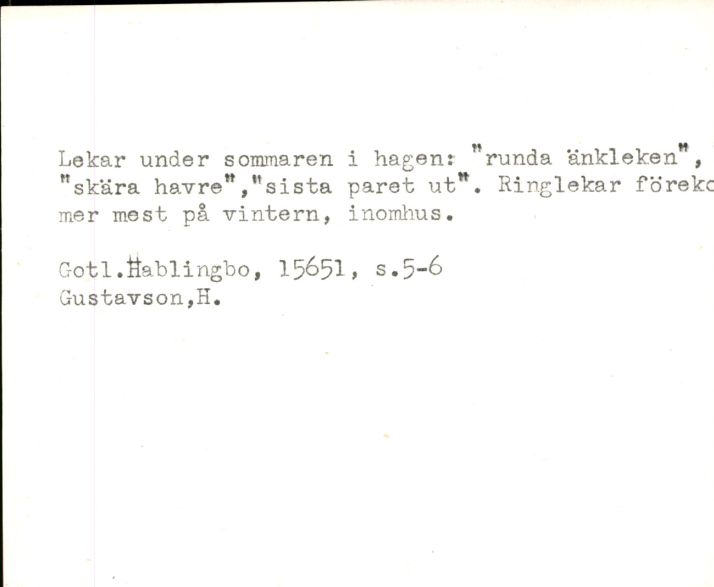 Lekar under sommaren i hagen: "runda änkleken",
"skära havre","sista paret ut". Ringlekar föreko
mer mest på vintern, inomhus.
Gotl.Hablingbo, 15651, s.5-6
Gustavson,H.